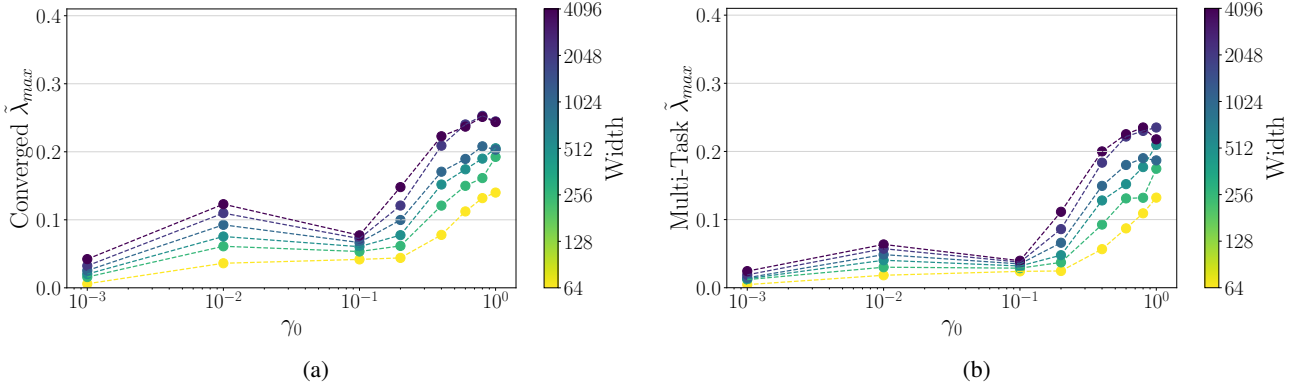 Converged λ̃_max
0.4
0.3
0.2
0.1
0.0
10⁻³ 10⁻² 10⁻¹ 10⁰
γ₀
4096
2048
1024
512
256
128
64
Width
(a)
Multi-Task λ̃_max
0.4
0.3
0.2
0.1
0.0
10⁻³ 10⁻² 10⁻¹ 10⁰
γ₀
4096
2048
1024
512
256
128
64
Width
(b)